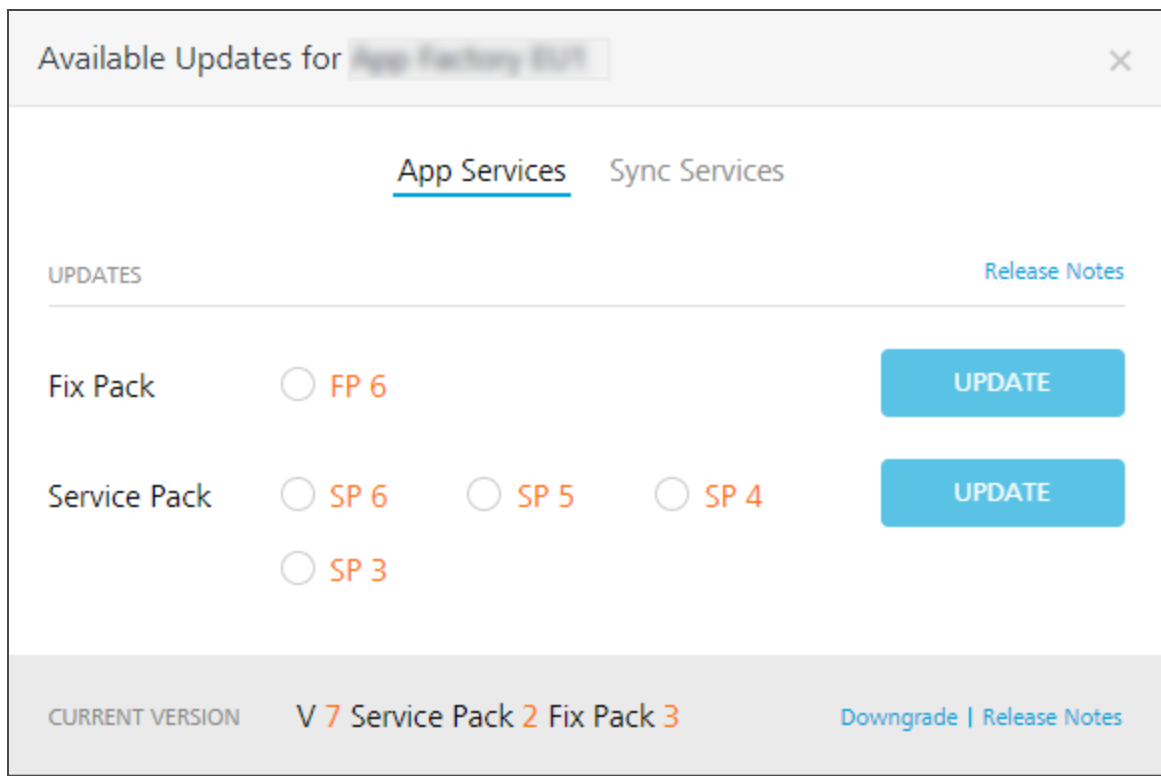 Available Updates for
App Services Sync Services
UPDATES Release Notes
Fix Pack FP 6 UPDATE
Service Pack SP 6 SP 5 SP 4 UPDATE
SP 3
CURRENT VERSION V 7 Service Pack 2 Fix Pack 3 Downgrade | Release Notes